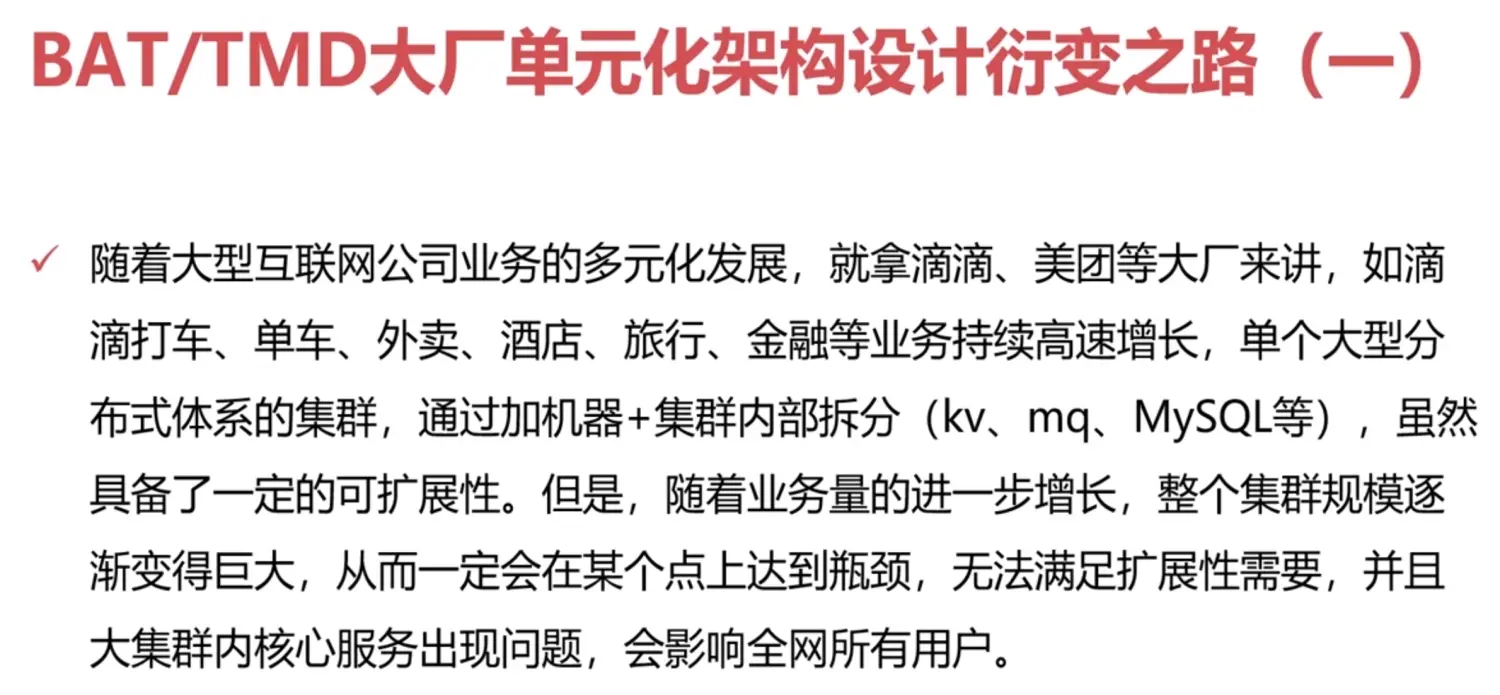 BAT/TMD大厂单元化架构设计衍变之路（一）
✓ 随着大型互联网公司业务的多元化发展，就拿滴滴、美团等大厂来讲，如滴
滴打车、单车、外卖、酒店、旅行、金融等业务持续高速增长，单个大型分
布式体系的集群，通过加机器+集群内部拆分（kv、mq、MySQL等），虽然
具备了一定的可扩展性。但是，随着业务量的进一步增长，整个集群规模逐
渐变得巨大，从而一定会在某个点上达到瓶颈，无法满足扩展性需要，并且
大集群内核心服务出现问题，会影响全网所有用户。